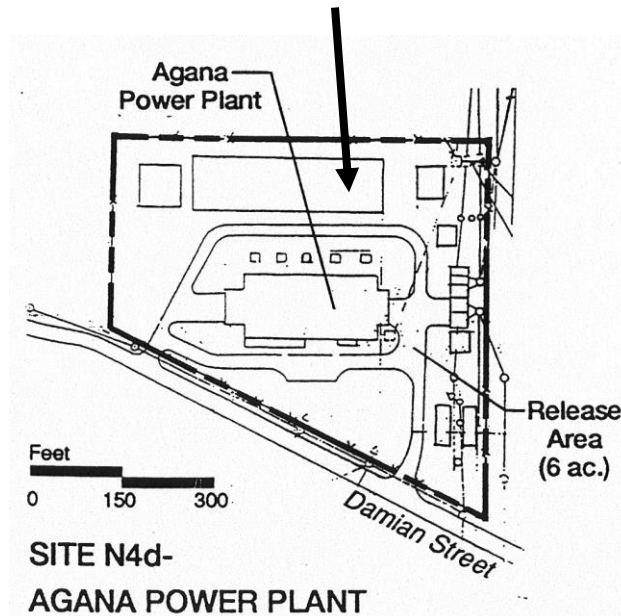 Agana
Power Plant
Release
Area
(6 ac.)
Feet
0 150 300
Damian Street
SITE N4d-
AGANA POWER PLANT